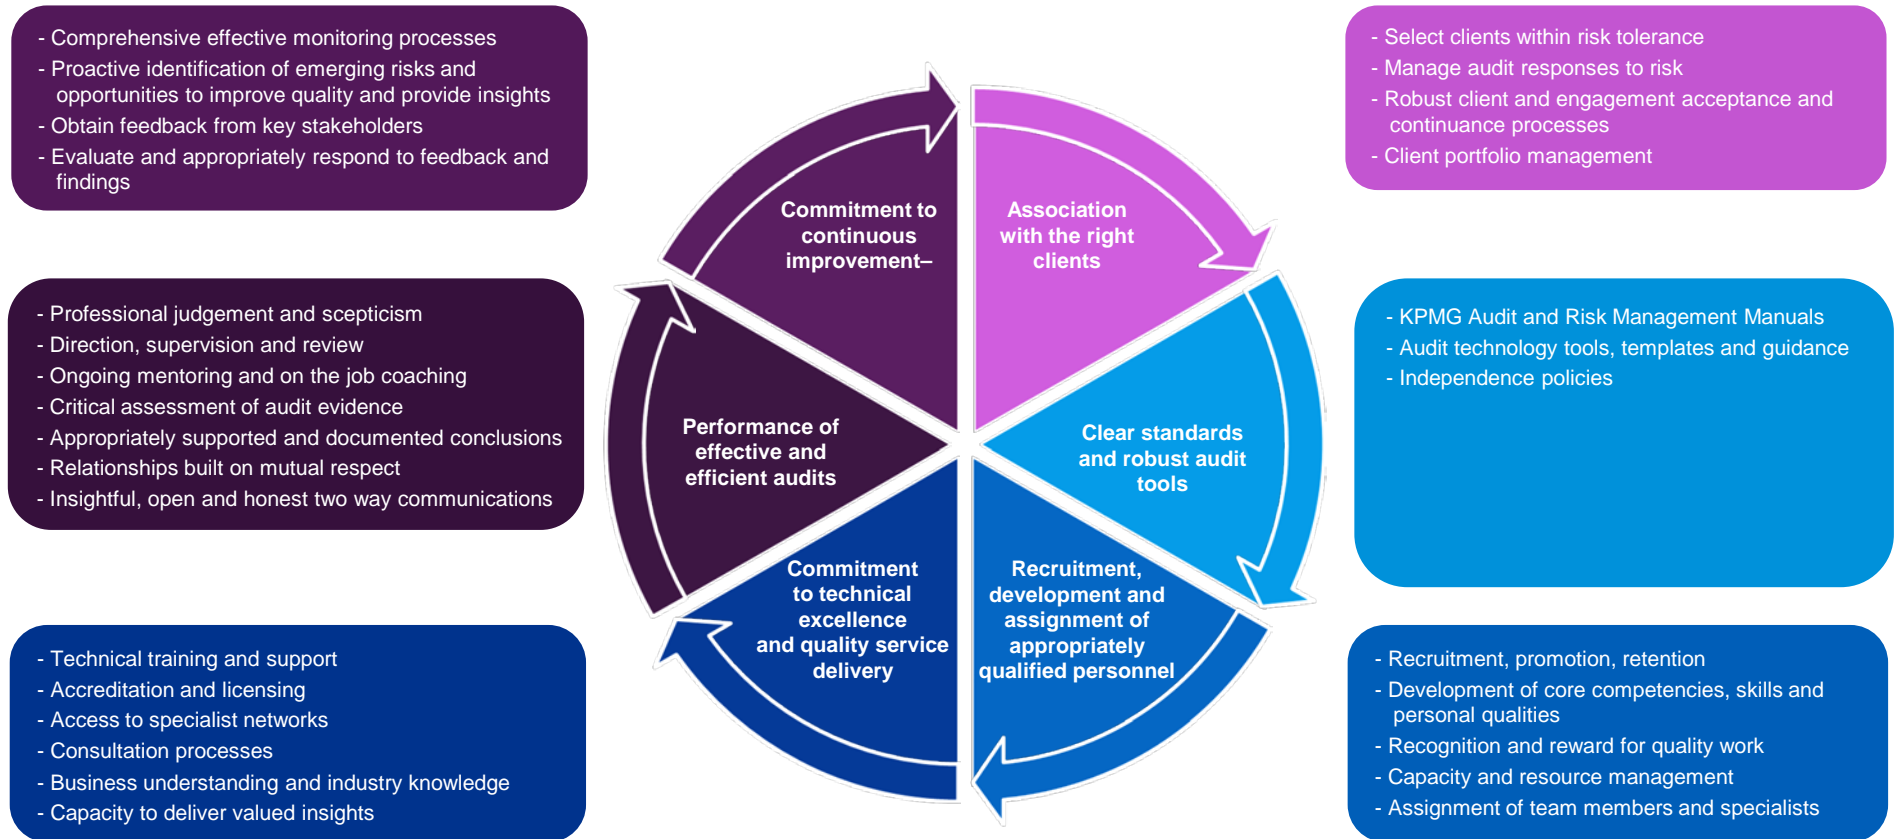 - Comprehensive effective monitoring processes
- Proactive identification of emerging risks and
opportunities to improve quality and provide insights
- Obtain feedback from key stakeholders
- Evaluate and appropriately respond to feedback and
findings
- Professional judgement and scepticism
- Direction, supervision and review
- Ongoing mentoring and on the job coaching
- Critical assessment of audit evidence
- Appropriately supported and documented conclusions
- Relationships built on mutual respect
- Insightful, open and honest two way communications
- Technical training and support
- Accreditation and licensing
- Access to specialist networks
- Consultation processes
- Business understanding and industry knowledge
- Capacity to deliver valued insights
Commitment to
continuous
improvement–
Association
with the right
clients
Performance of
effective and
efficient audits
Clear standards
and robust audit
tools
Commitment
to technical
excellence
and quality service
delivery
Recruitment,
development and
assignment of
appropriately
qualified personnel
- Select clients within risk tolerance
- Manage audit responses to risk
- Robust client and engagement acceptance and
continuance processes
- Client portfolio management
- KPMG Audit and Risk Management Manuals
- Audit technology tools, templates and guidance
- Independence policies
- Recruitment, promotion, retention
- Development of core competencies, skills and
personal qualities
- Recognition and reward for quality work
- Capacity and resource management
- Assignment of team members and specialists